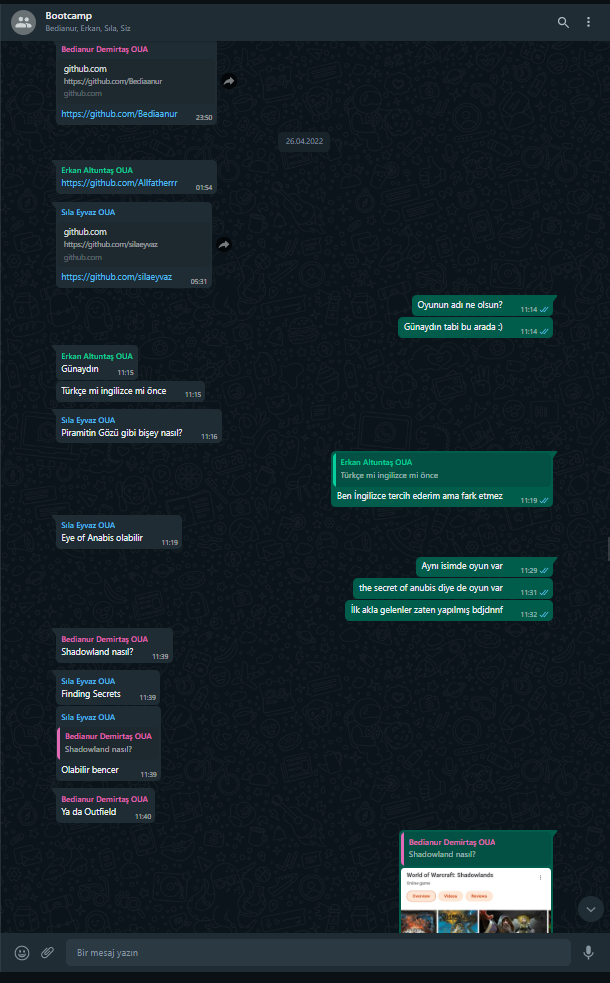 Bootcamp
Bedianur, Erkan, Sıla, Siz
Bedianur Demirtaş OUA
github.com
https://github.com/Bediaanur
github.com
https://github.com/Bediaanur
23:50
26.04.2022
Erkan Altuntaş OUA
https://github.com/Allfatherrr
01:54
Sıla Eyvaz OUA
github.com
https://github.com/silaeyvaz
github.com
https://github.com/silaeyvaz
05:31
Oyunun adı ne olsun?
11:14
Günaydın tabi bu arada :)
11:14
Erkan Altuntaş OUA
Günaydın
11:15
Türkçe mi ingilizce mi önce
11:15
Sıla Eyvaz OUA
Piramitin Gözü gibi bişey nasıl?
11:16
Erkan Altuntaş OUA
Türkçe mi ingilizce mi önce
Ben İngilizce tercih ederim ama fark etmez
11:19
Sıla Eyvaz OUA
Eye of Anabis olabilir
11:19
Aynı isimde oyun var
11:29
the secret of anubis diye de oyun var
11:31
İlk akla gelenler zaten yapılmış bdjdnnf
11:32
Bedianur Demirtaş OUA
Shadowland nasıl?
11:39
Sıla Eyvaz OUA
Finding Secrets
11:39
Sıla Eyvaz OUA
Bedianur Demirtaş OUA
Shadowland nasıl?
Olabilir bencer
11:39
Bedianur Demirtaş OUA
Ya da Outfield
11:40
Bedianur Demirtaş OUA
Shadowland nasıl?
World of Warcraft: Shadowlands
Online game
Overview Videos Reviews
Bir mesaj yazın